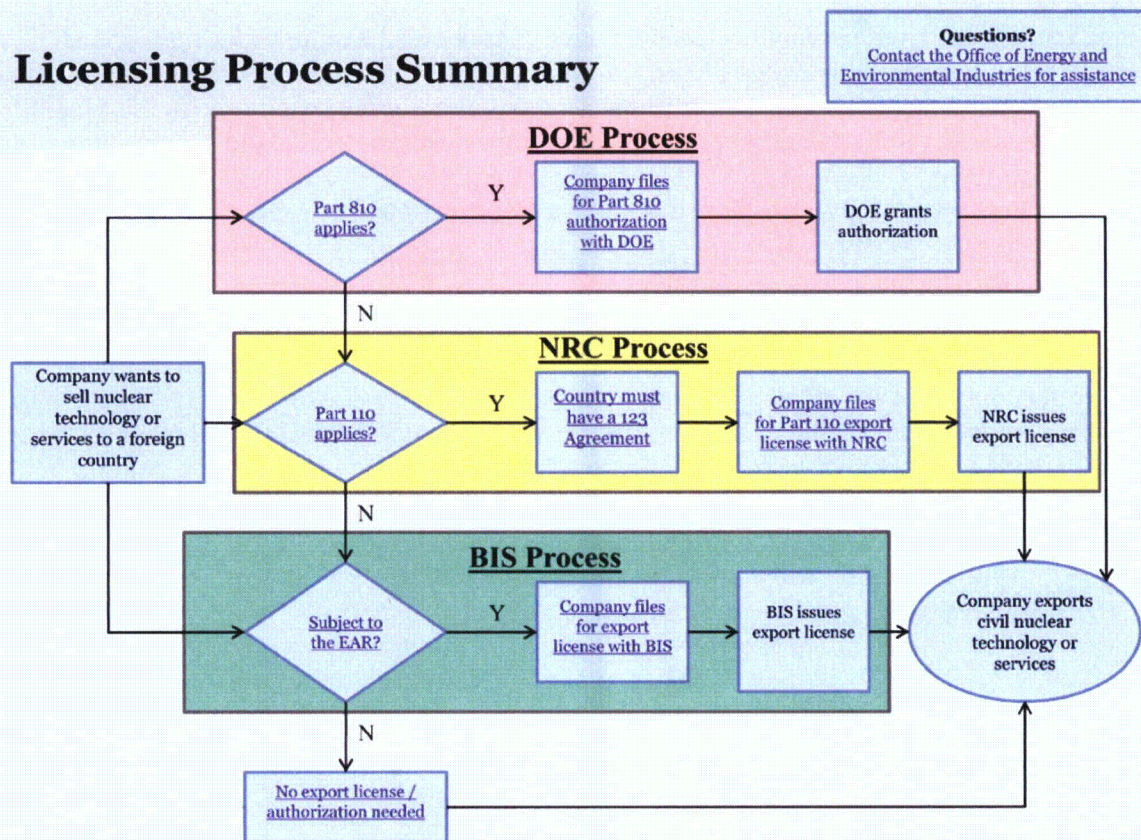 Questions?
Contact the Office of Energy and
Environmental Industries for assistance
Licensing Process Summary
DOE Process
Part 810
applies?
Y
Company files
for Part 810
authorization
with DOE
DOE grants
authorization
N
NRC Process
Company wants to
sell nuclear
technology or
services to a foreign
country
Part 110
applies?
Y
Country must
have a 123
Agreement
Company files
for Part 110 export
license with NRC
NRC issues
export license
N
BIS Process
Subject to
the EAR?
Y
Company files
for export
license with BIS
BIS issues
export license
Company exports
civil nuclear
technology or
services
N
No export license /
authorization needed